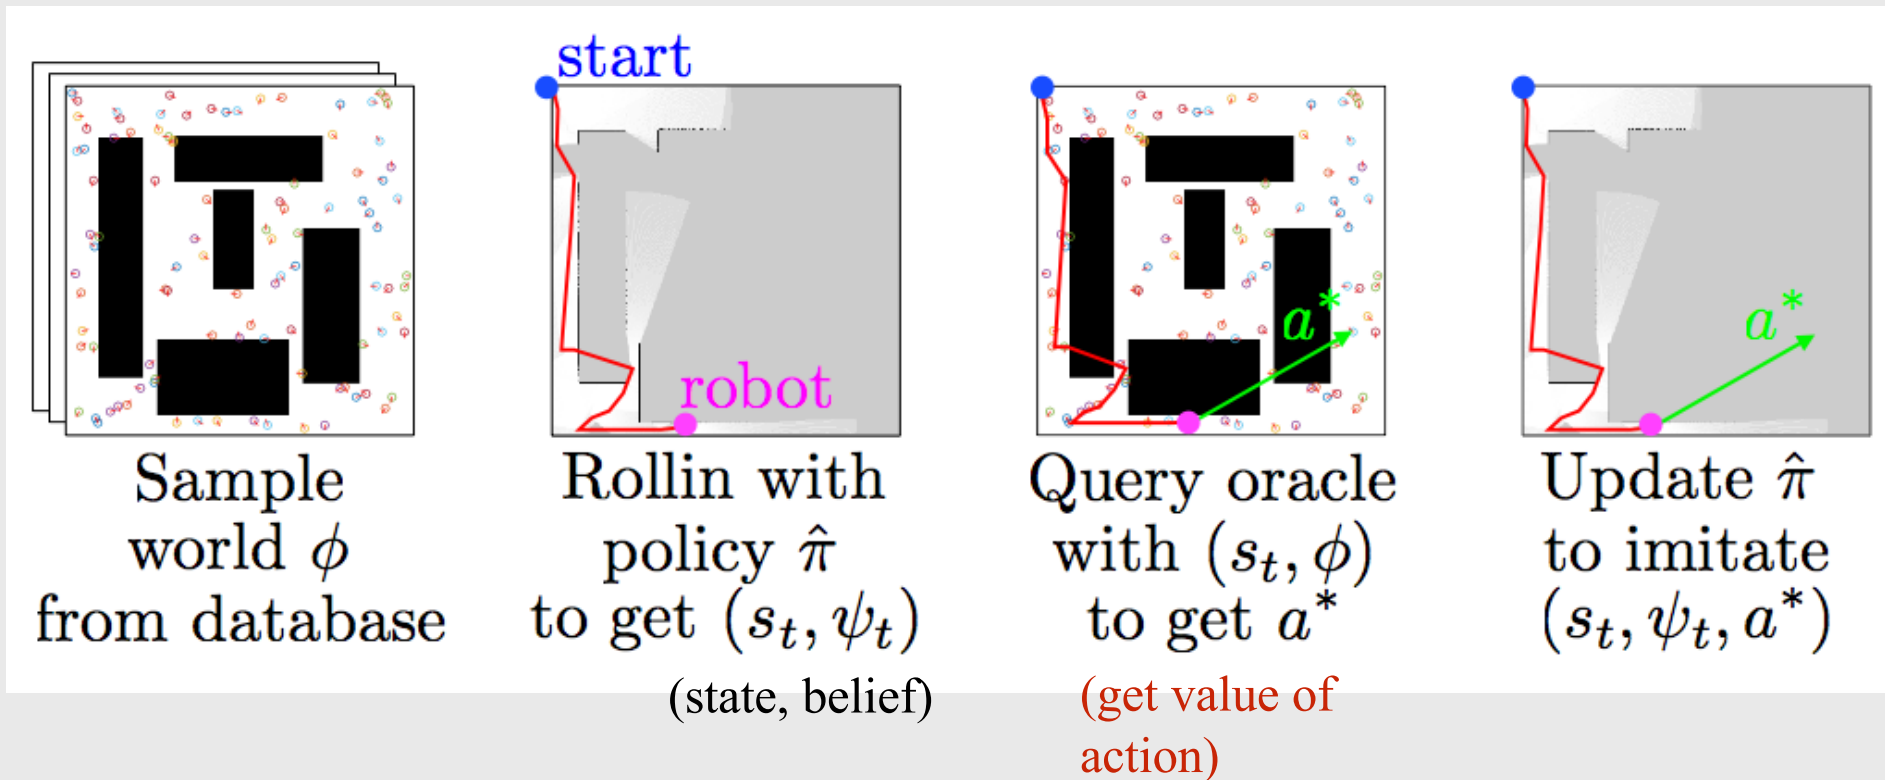 start
robot
a*
a*
Sample
world ϕ
from database
Rollin with
policy π̂
to get (sₜ, ψₜ)
(state, belief)
Query oracle
with (sₜ, ϕ)
to get a*
(get value of
action)
Update π̂
to imitate
(sₜ, ψₜ, a*)